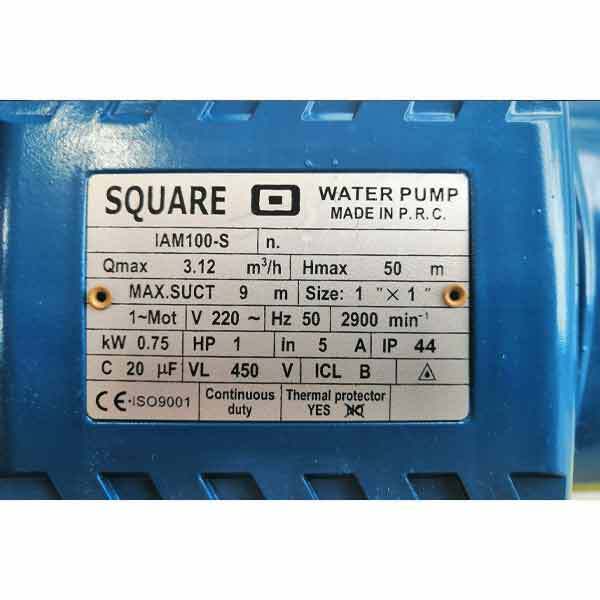 SQUARE WATER PUMP
MADE IN P.R.C.
IAM100-S n.
Qmax 3.12 m³/h Hmax 50 m
MAX.SUCT 9 m Size: 1 "×1 "
1~Mot V 220 ~ Hz 50 2900 min⁻¹
kW 0.75 HP 1 in 5 A IP 44
C 20 μF VL 450 V ICL B
CE-ISO9001 Continuous duty Thermal protector
YES NO